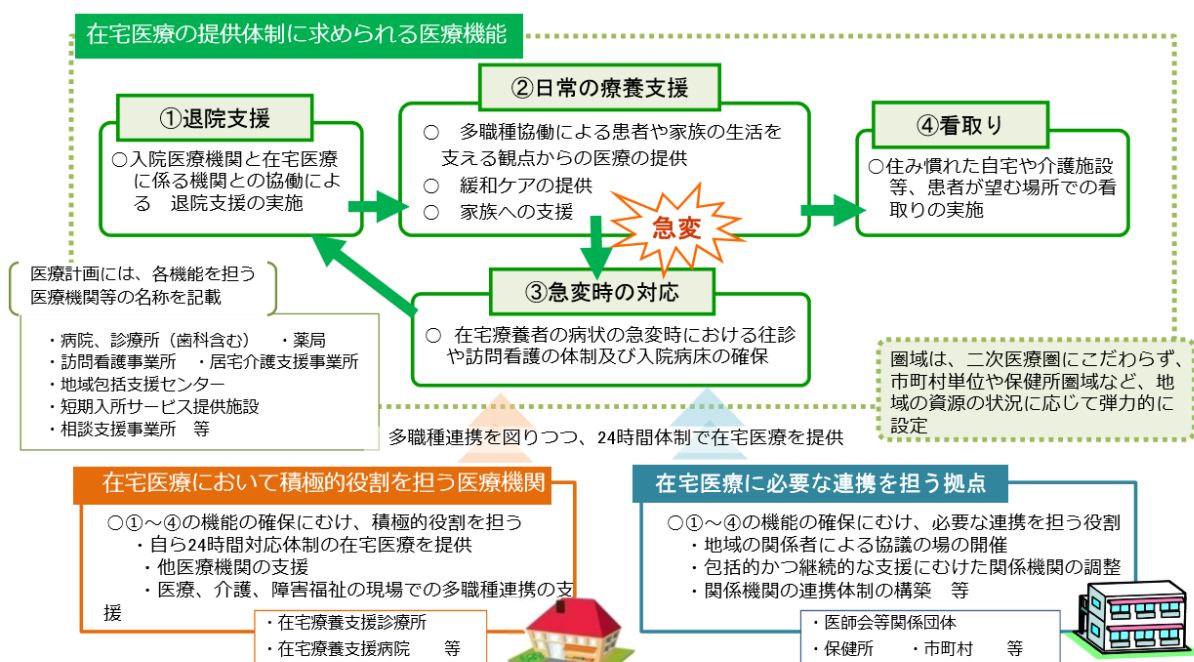 在宅医療の提供体制に求められる医療機能
①退院支援
○入院医療機関と在宅医療
に係る機関との協働によ
る　退院支援の実施
②日常の療養支援
○　多職種協働による患者や家族の生活を
支える観点からの医療の提供
○　緩和ケアの提供
○　家族への支援
急変
④看取り
○住み慣れた自宅や介護施設
等、患者が望む場所での看
取りの実施
③急変時の対応
○　在宅療養者の病状の急変時における往診
や訪問看護の体制及び入院病床の確保
医療計画には、各機能を担う
医療機関等の名称を記載
・病院、診療所（歯科含む）　・薬局
・訪問看護事業所　・居宅介護支援事業所
・地域包括支援センター
・短期入所サービス提供施設
・相談支援事業所　等
圏域は、二次医療圏にこだわらず、
市町村単位や保健所圏域など、地
域の資源の状況に応じて弾力的に
設定
多職種連携を図りつつ、24時間体制で在宅医療を提供
在宅医療において積極的役割を担う医療機関
○①～④の機能の確保にむけ、積極的役割を担う
・自ら24時間対応体制の在宅医療を提供
・他医療機関の支援
・医療、介護、障害福祉の現場での多職種連携の支
援
・在宅療養支援診療所
・在宅療養支援病院　等
在宅医療に必要な連携を担う拠点
○①～④の機能の確保にむけ、必要な連携を担う役割
・地域の関係者による協議の場の開催
・包括的かつ継続的な支援にむけた関係機関の調整
・関係機関の連携体制の構築　等
・医師会等関係団体
・保健所　・市町村　等